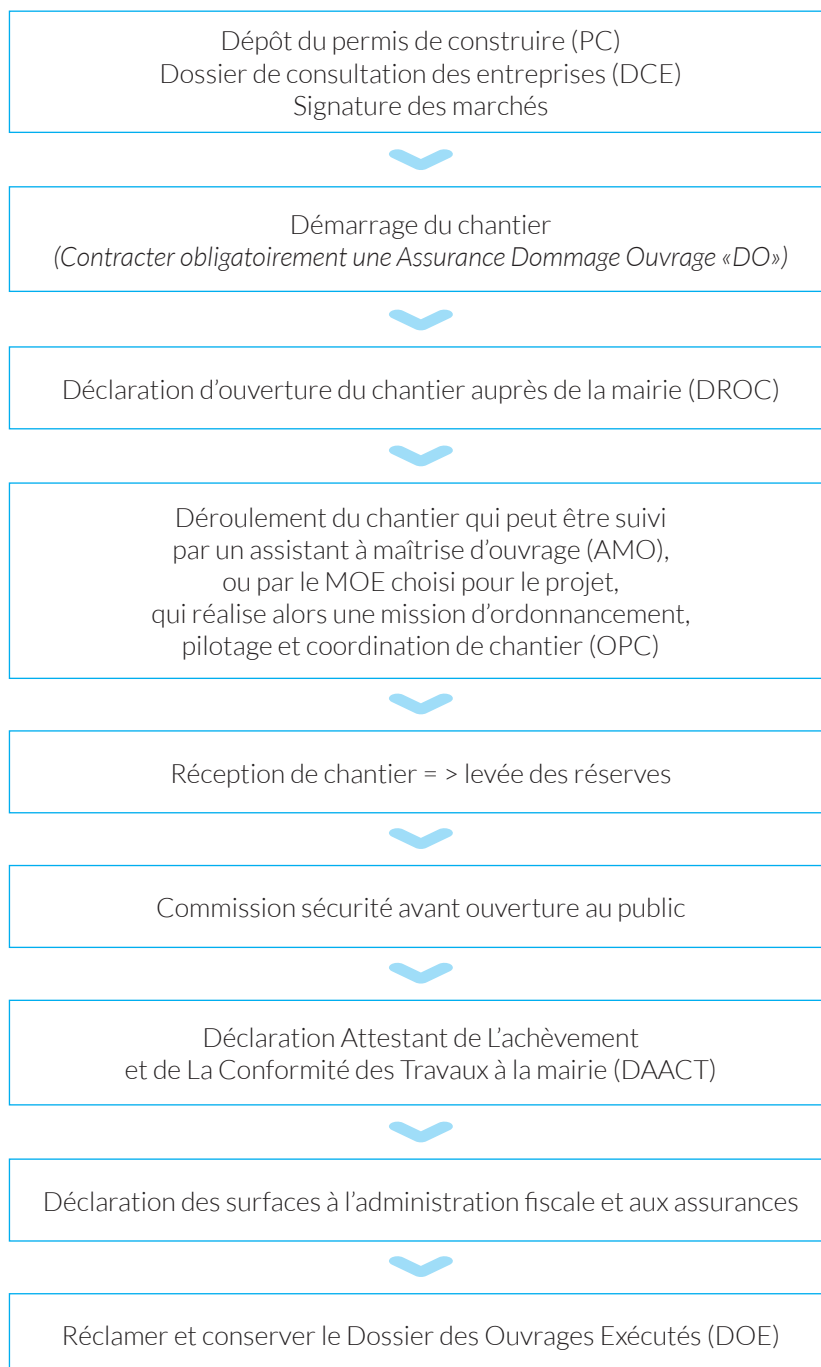 Dépôt du permis de construire (PC)
Dossier de consultation des entreprises (DCE)
Signature des marchés
Démarrage du chantier
(Contracter obligatoirement une Assurance Dommage Ouvrage «DO»)
Déclaration d’ouverture du chantier auprès de la mairie (DROC)
Déroulement du chantier qui peut être suivi
par un assistant à maîtrise d’ouvrage (AMO),
ou par le MOE choisi pour le projet,
qui réalise alors une mission d’ordonnancement,
pilotage et coordination de chantier (OPC)
Réception de chantier = > levée des réserves
Commission sécurité avant ouverture au public
Déclaration Attestant de L’achèvement
et de La Conformité des Travaux à la mairie (DAACT)
Déclaration des surfaces à l’administration fiscale et aux assurances
Réclamer et conserver le Dossier des Ouvrages Exécutés (DOE)